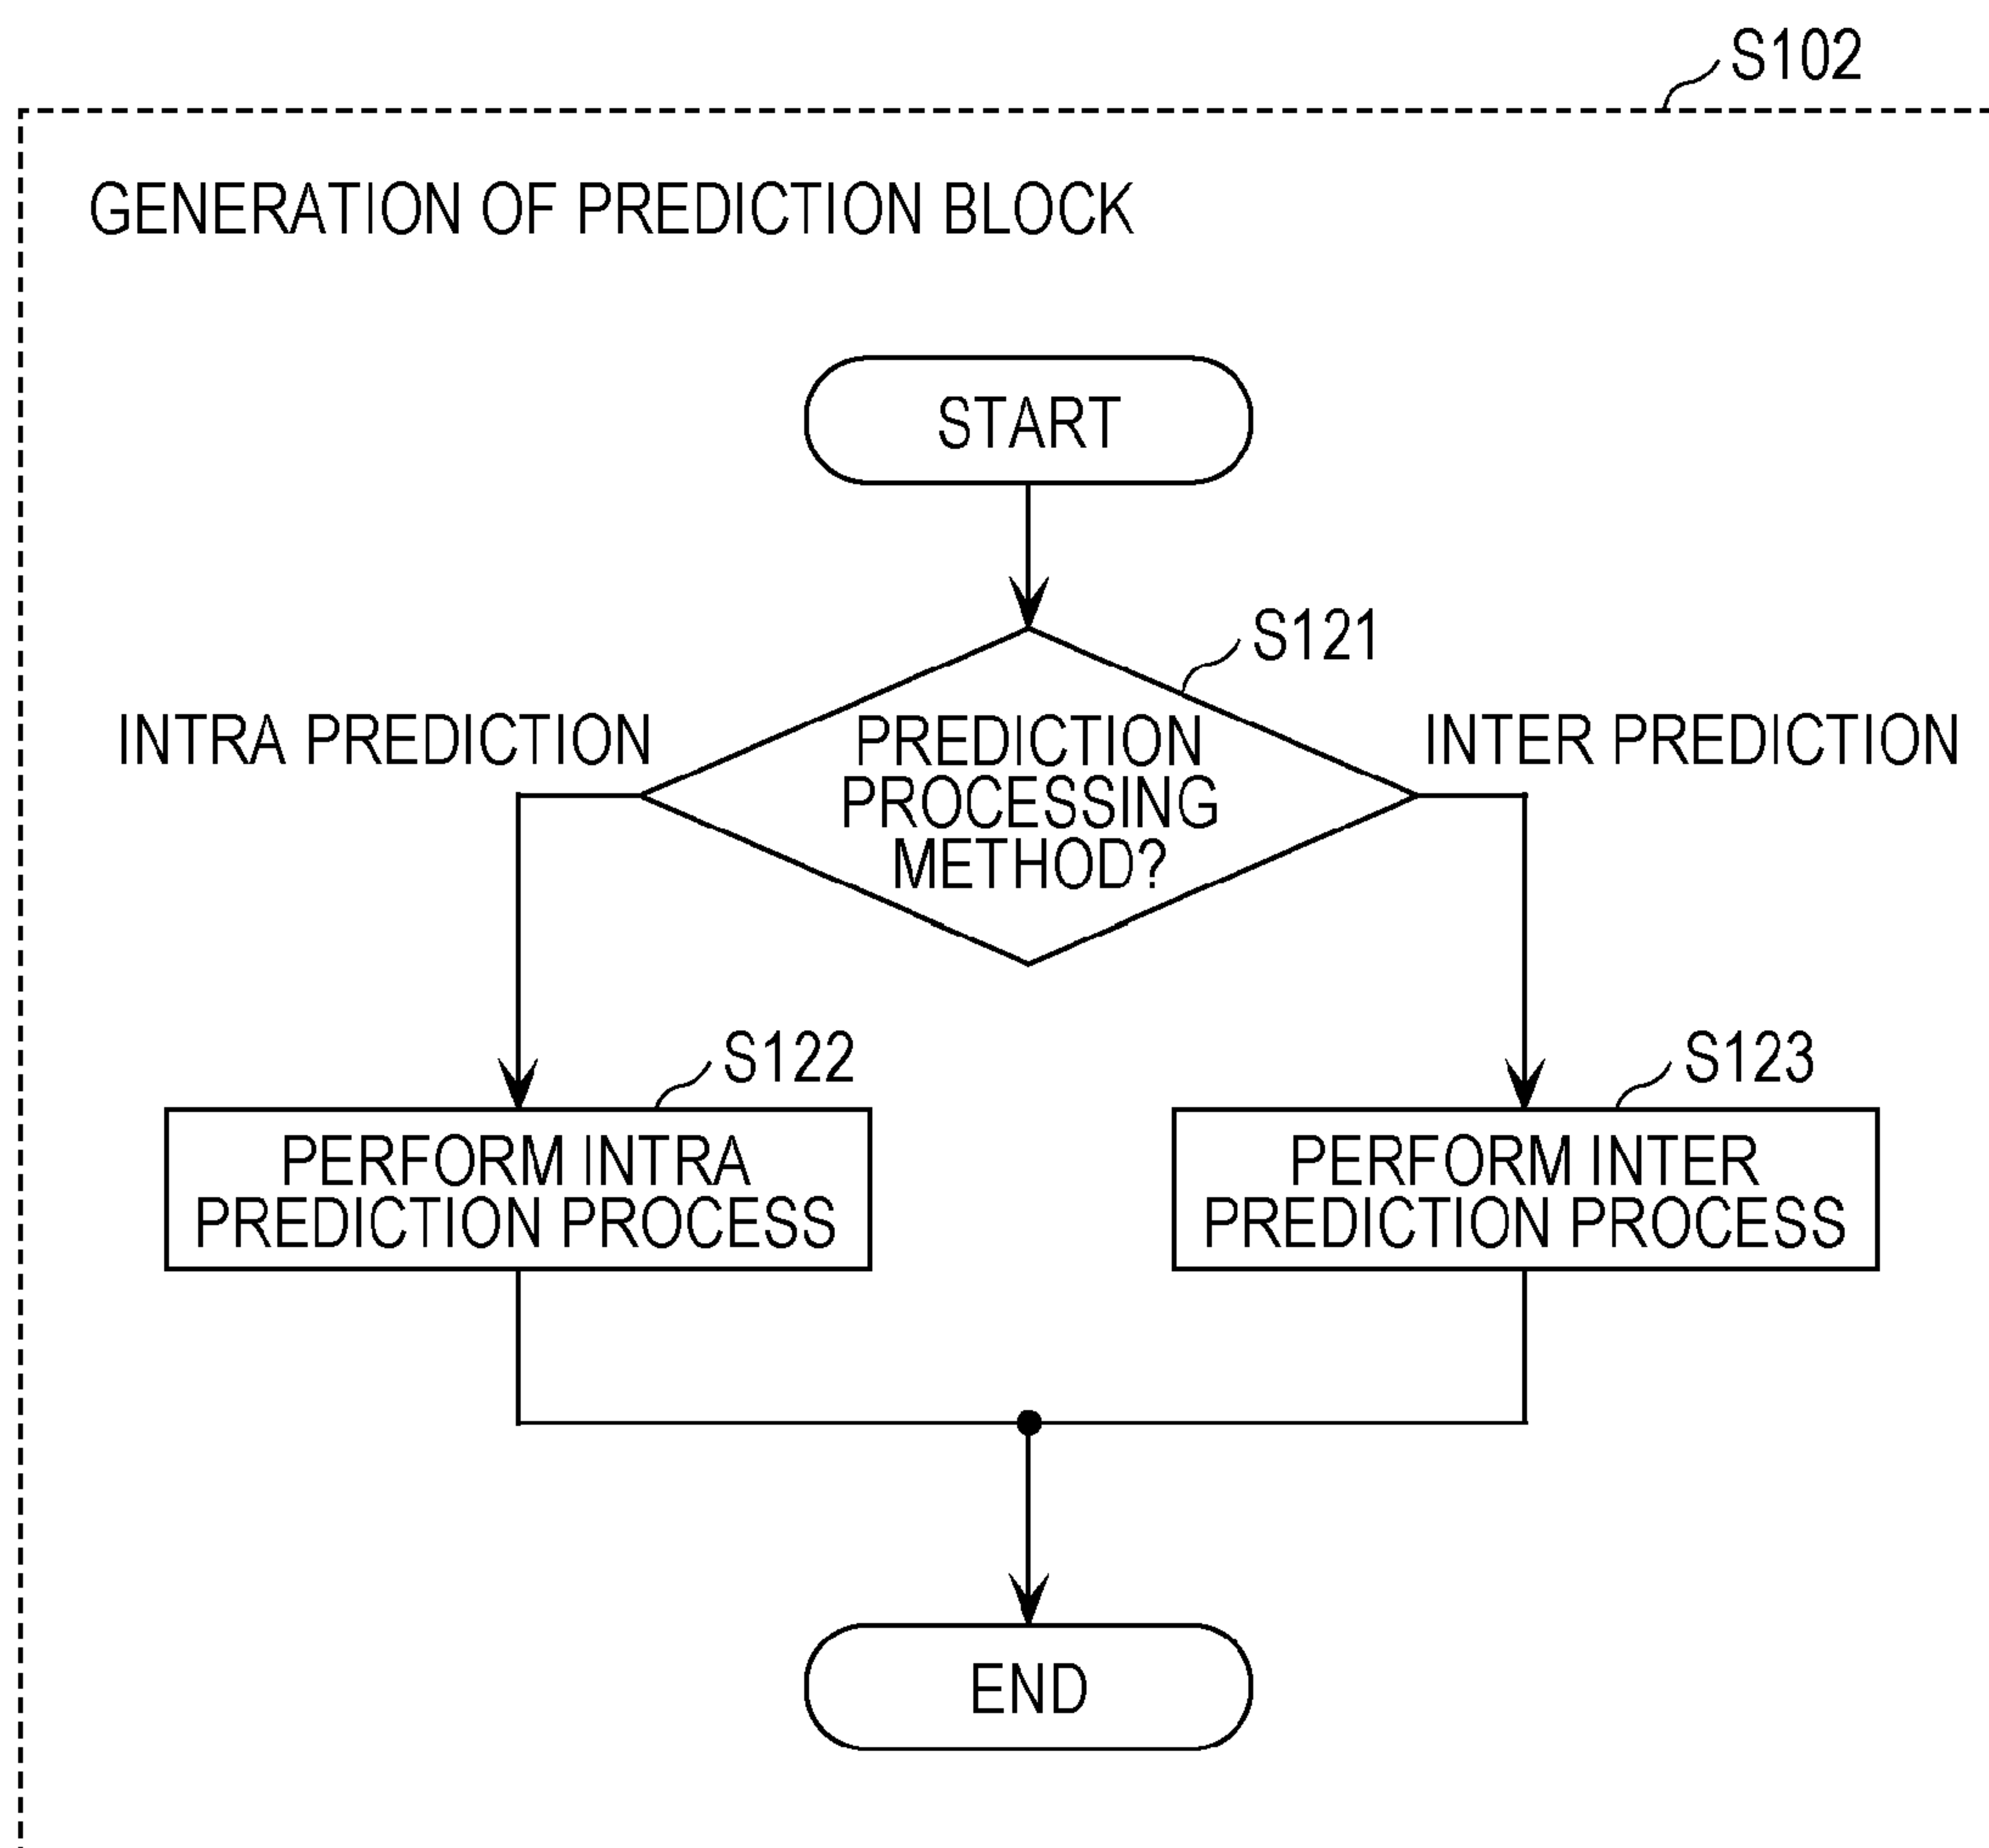 S102
GENERATION OF PREDICTION BLOCK
START
S121
INTRA PREDICTION
PREDICTION
PROCESSING
METHOD?
INTER PREDICTION
S122
PERFORM INTRA
PREDICTION PROCESS
S123
PERFORM INTER
PREDICTION PROCESS
END